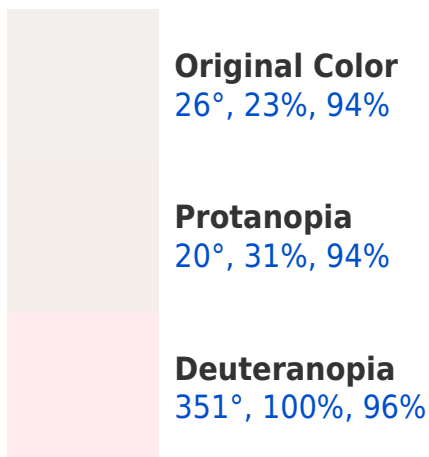 Original Color
26°, 23%, 94%
Protanopia
20°, 31%, 94%
Deuteranopia
351°, 100%, 96%